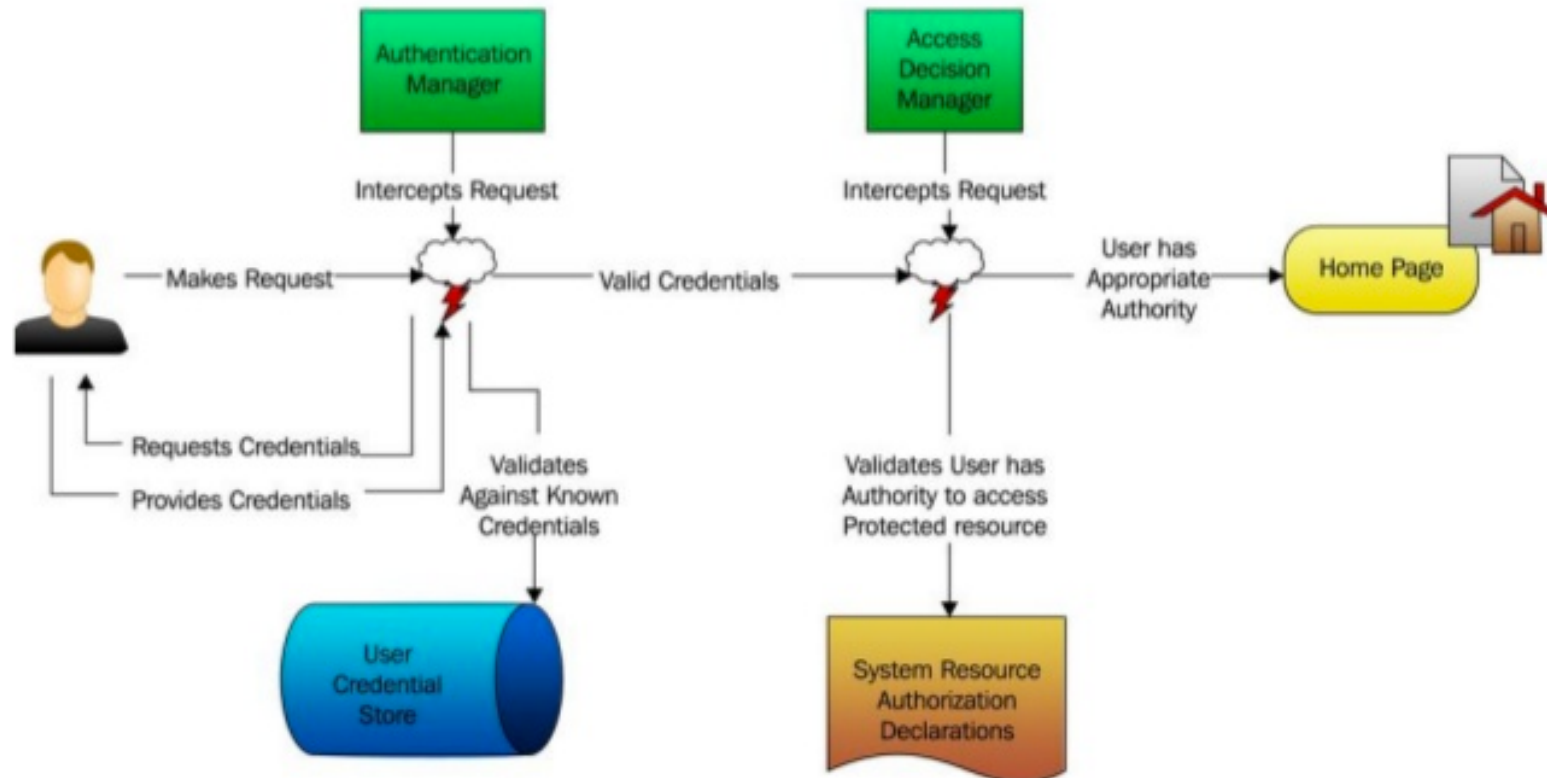 Authentication
Manager
Access
Decision
Manager
Intercepts Request
Intercepts Request
Makes Request
Valid Credentials
User has
Appropriate
Authority
Home Page
Requests Credentials
Provides Credentials
Validates
Against Known
Credentials
Validates User has
Authority to access
Protected resource
User
Credential
Store
System Resource
Authorization
Declarations